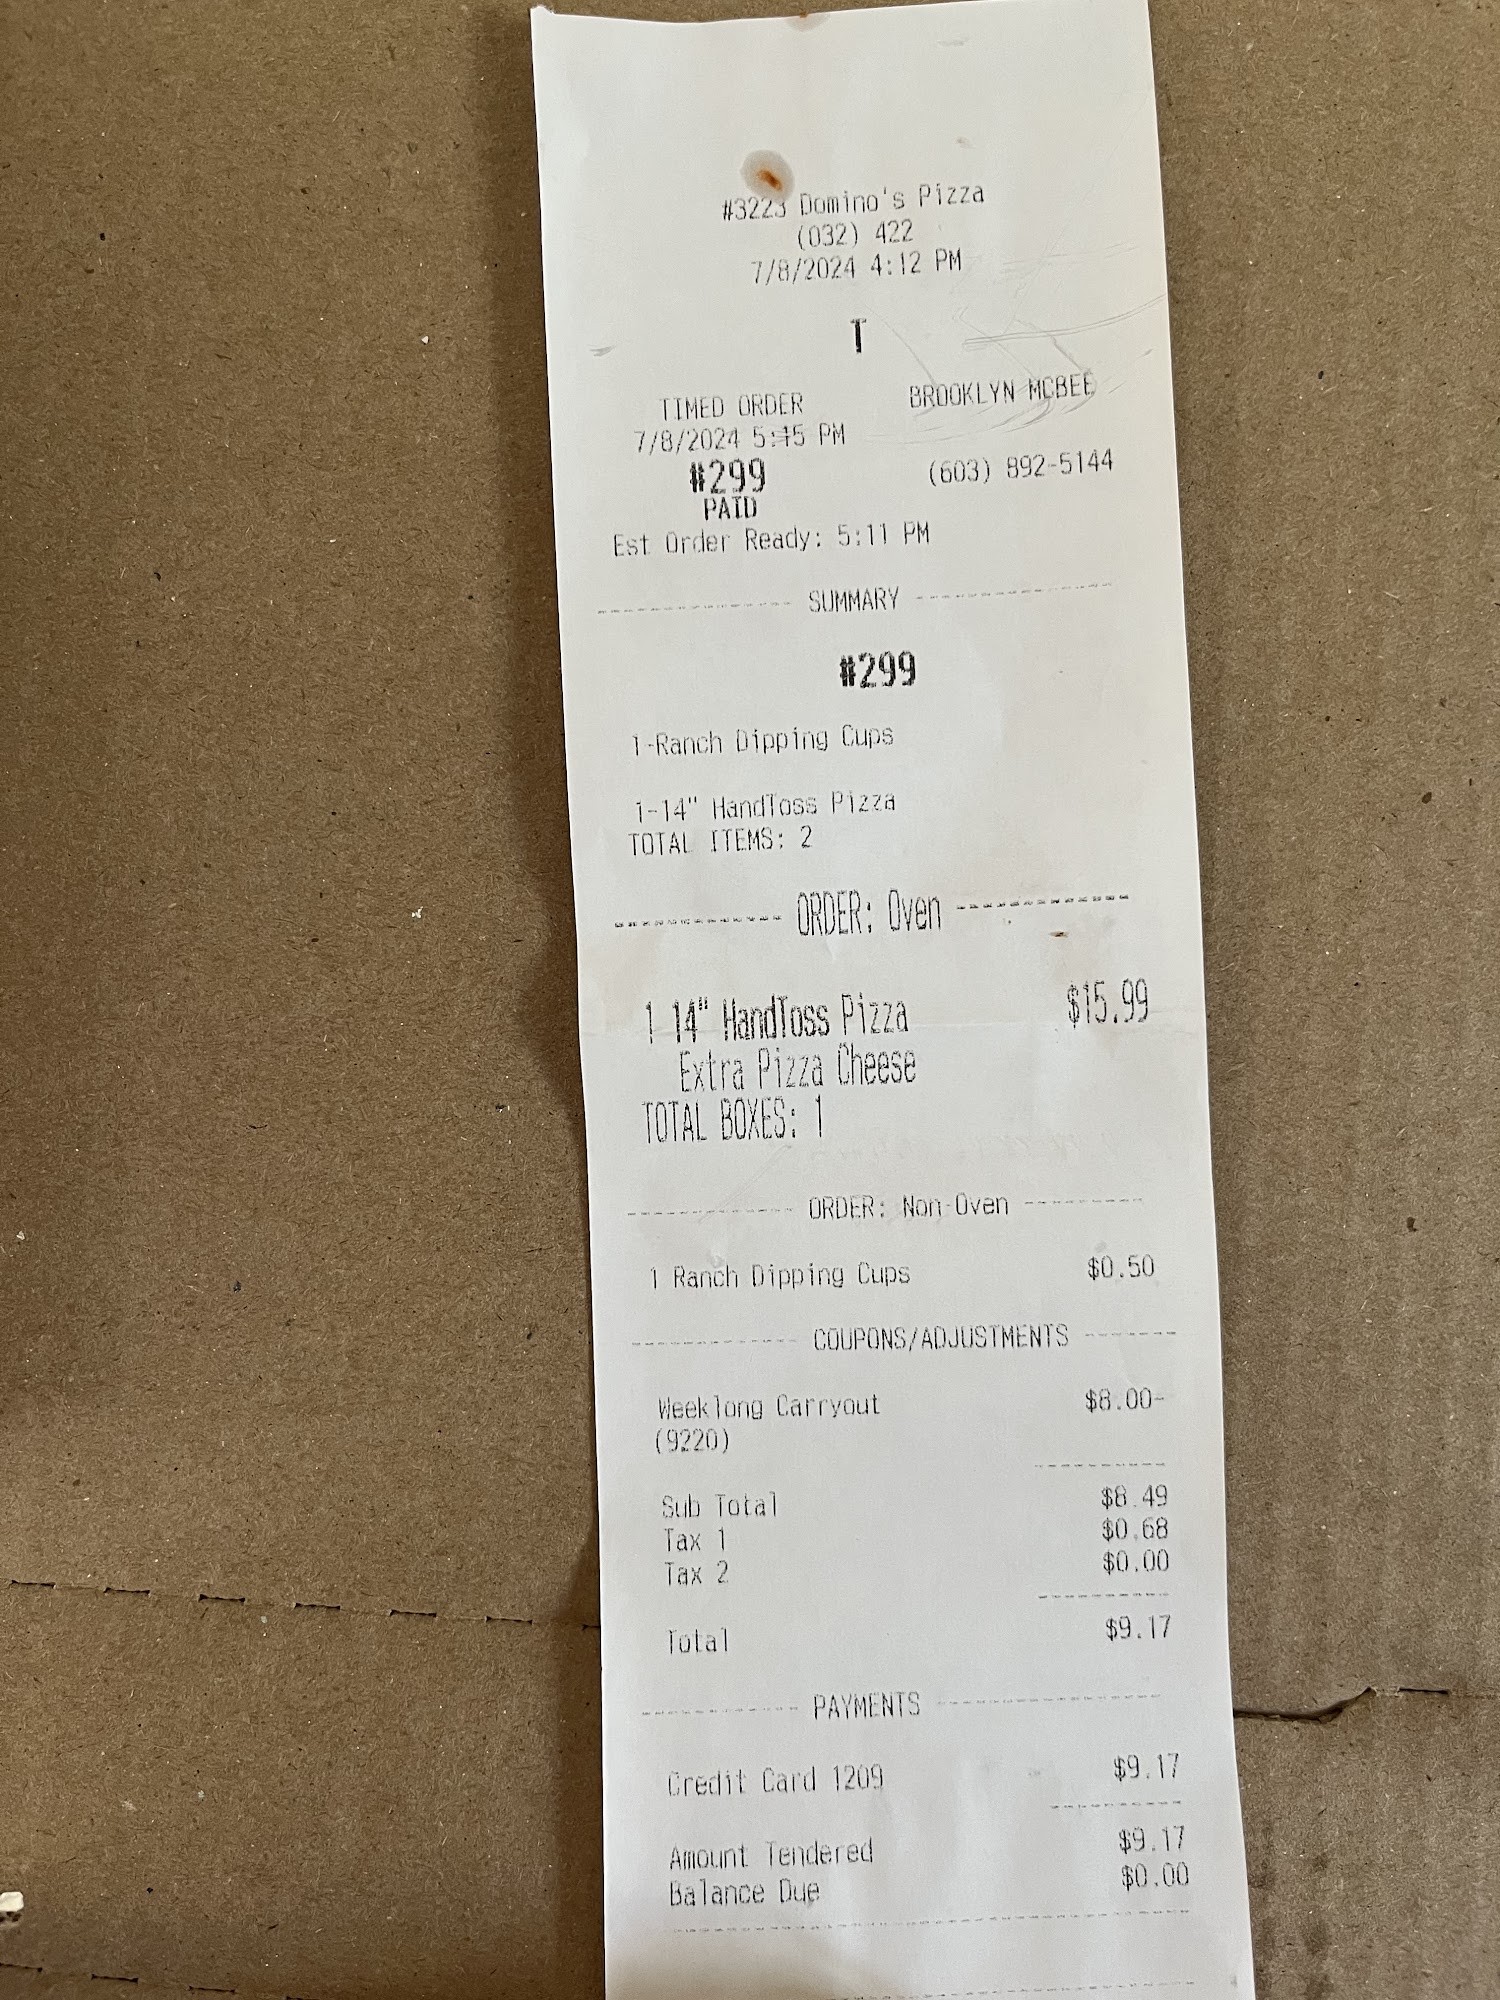 #3223 Domino's Pizza
(032) 422
7/8/2024 4:12 PM
T
TIMED ORDER
BROOKLYN MCBEE
7/8/2024 5:15 PM
#299
(603) 892-5144
PAID
Est Order Ready: 5:11 PM
SUMMARY
#299
1-Ranch Dipping Cups
1-14" HandToss Pizza
TOTAL ITEMS: 2
ORDER: Oven
1 14" HandToss Pizza $15.99
Extra Pizza Cheese
TOTAL BOXES: 1
ORDER: Non-Oven
1 Ranch Dipping Cups $0.50
COUPONS/ADJUSTMENTS
Weeklong Carryout $8.00-
(9220)
Sub Total $8.49
Tax 1 $0.68
Tax 2 $0.00
Total $9.17
PAYMENTS
Credit Card 1209 $9.17
Amount Tendered $9.17
Balance Due $0.00